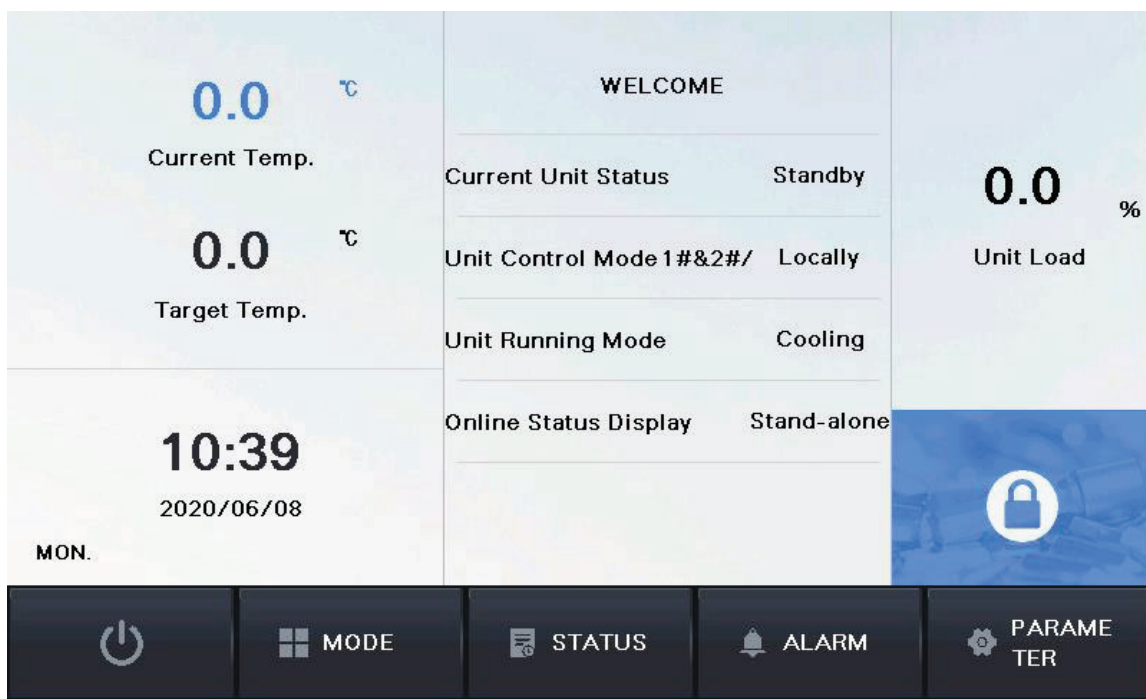 0.0 ℃
Current Temp.
0.0 ℃
Target Temp.
10:39
2020/06/08
MON.
WELCOME
Current Unit Status Standby
Unit Control Mode 1#&2#/ Locally
Unit Running Mode Cooling
Online Status Display Stand-alone
0.0 %
Unit Load
MODE
STATUS
ALARM
PARAME
TER